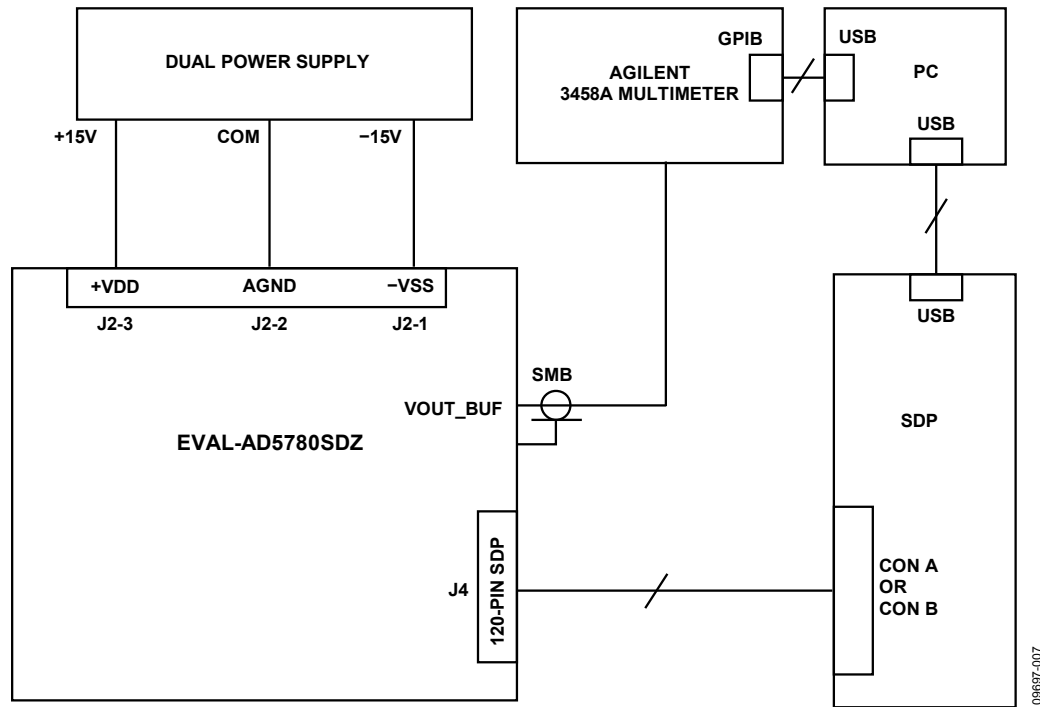 DUAL POWER SUPPLY
+15V
COM
−15V
AGILENT
3458A MULTIMETER
GPIB
USB
PC
USB
+VDD
AGND
−VSS
J2-3
J2-2
J2-1
SMB
VOUT_BUF
EVAL-AD5780SDZ
J4
120-PIN SDP
USB
SDP
CON A
OR
CON B
09697-007